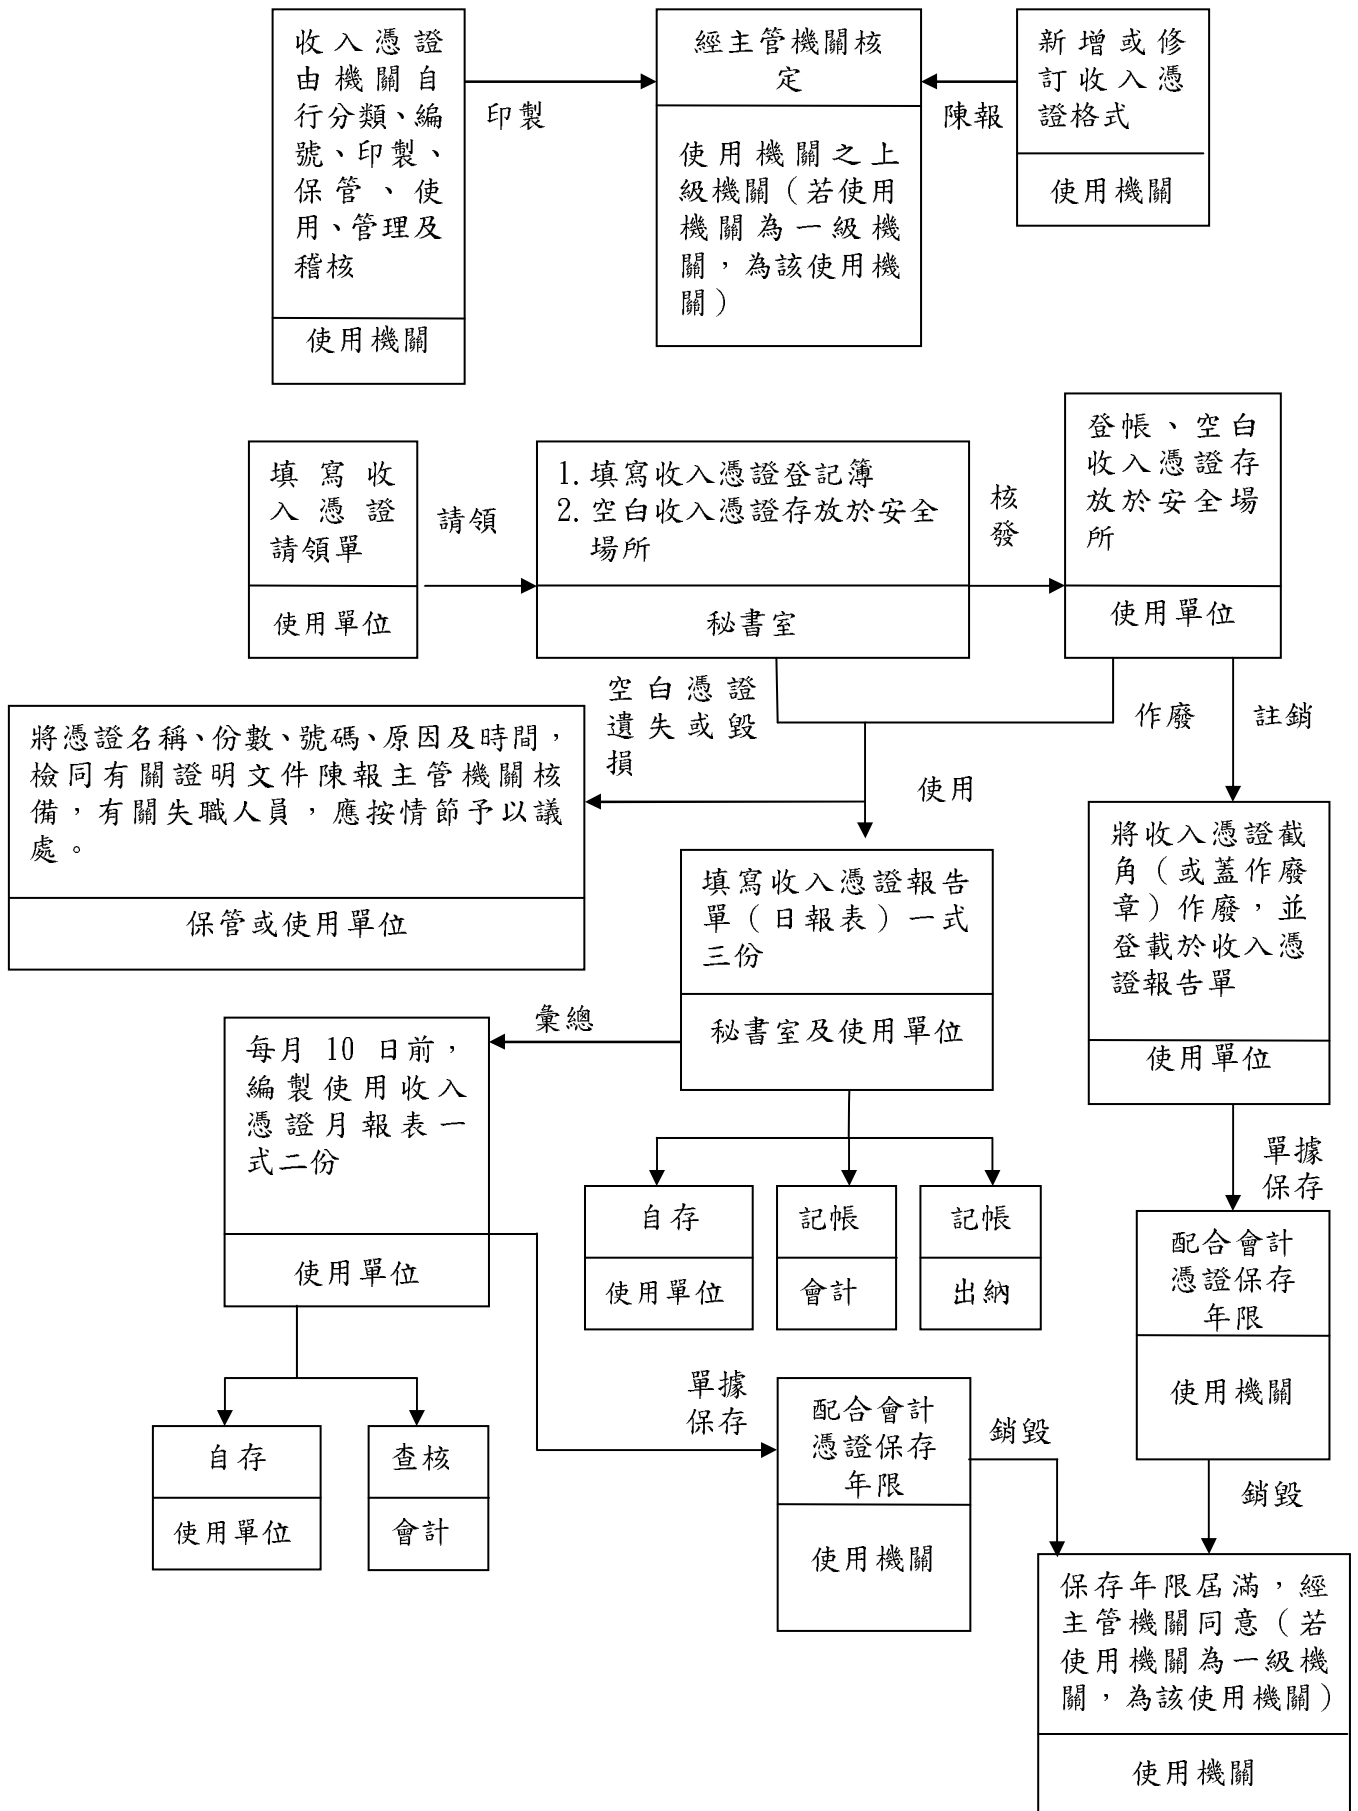 收入憑證
由機關自
行分類、編
號、印製、
保管、使
用、管理及
稽核
使用機關
印製
經主管機關核
定
使用機關之上
級機關（若使用
機關為一級機
關，為該使用機
關）
陳報
新增或修
訂收入憑
證格式
使用機關
填寫收
入憑證
請領單
使用單位
請領
1.填寫收入憑證登記簿
2.空白收入憑證存放於安全
場所
秘書室
核
發
登帳、空白
收入憑證存
放於安全場
所
使用單位
空白憑證
遺失或毀
損
使用
作廢
註銷
將憑證名稱、份數、號碼、原因及時間，
檢同有關證明文件陳報主管機關核
備，有關失職人員，應按情節予以議
處。
保管或使用單位
填寫收入憑證報告
單（日報表）一式
三份
秘書室及使用單位
將收入憑證截
角（或蓋作廢
章）作廢，並
登載於收入憑
證報告單
使用單位
彙總
每月 10 日前，
編製使用收入
憑證月報表一
式二份
使用單位
自存
使用單位
記帳
會計
記帳
出納
單據
保存
配合會計
憑證保存
年限
使用機關
自存
使用單位
查核
會計
單據
保存
配合會計
憑證保存
年限
使用機關
銷毀
銷毀
保存年限屆滿，經
主管機關同意（若
使用機關為一級機
關，為該使用機關）
使用機關